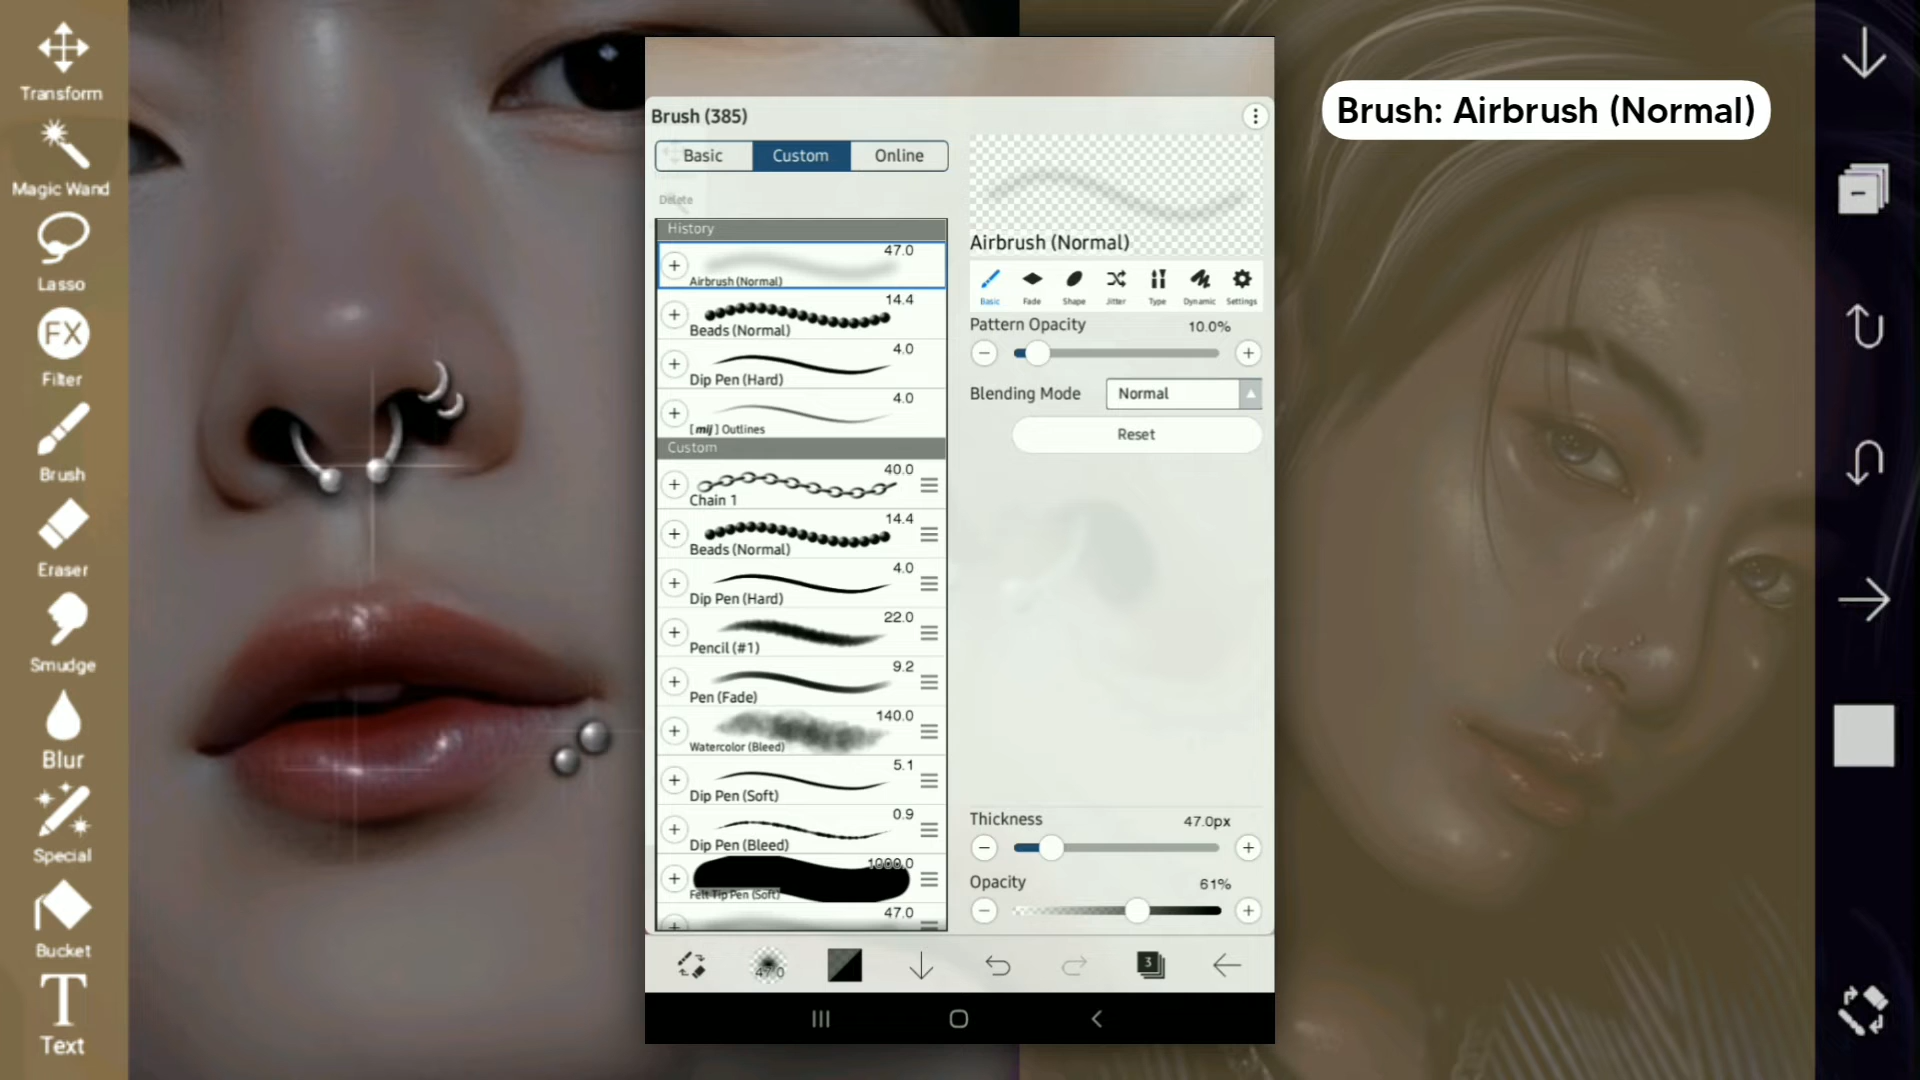 Transform
Magic Wand
Lasso
FX
Filter
Brush
Eraser
Smudge
Blur
Special
Bucket
T
Text
Brush (385)
Basic
Custom
Online
Delete
History
47.0
Airbrush (Normal)
14.4
Beads (Normal)
4.0
Dip Pen (Hard)
4.0
[mij] Outlines
Custom
40.0
Chain 1
14.4
Beads (Normal)
4.0
Dip Pen (Hard)
22.0
Pencil (#1)
9.2
Pen (Fade)
140.0
Watercolor (Bleed)
5.1
Dip Pen (Soft)
0.9
Dip Pen (Bleed)
1000.0
Felt Tip Pen (Soft)
47.0
Airbrush (Normal)
Basic
Fade
Shape
Jitter
Type
Dynamic
Settings
Pattern Opacity
10.0%
Blending Mode
Normal
Reset
Thickness
47.0px
Opacity
61%
47.0
3
Brush: Airbrush (Normal)